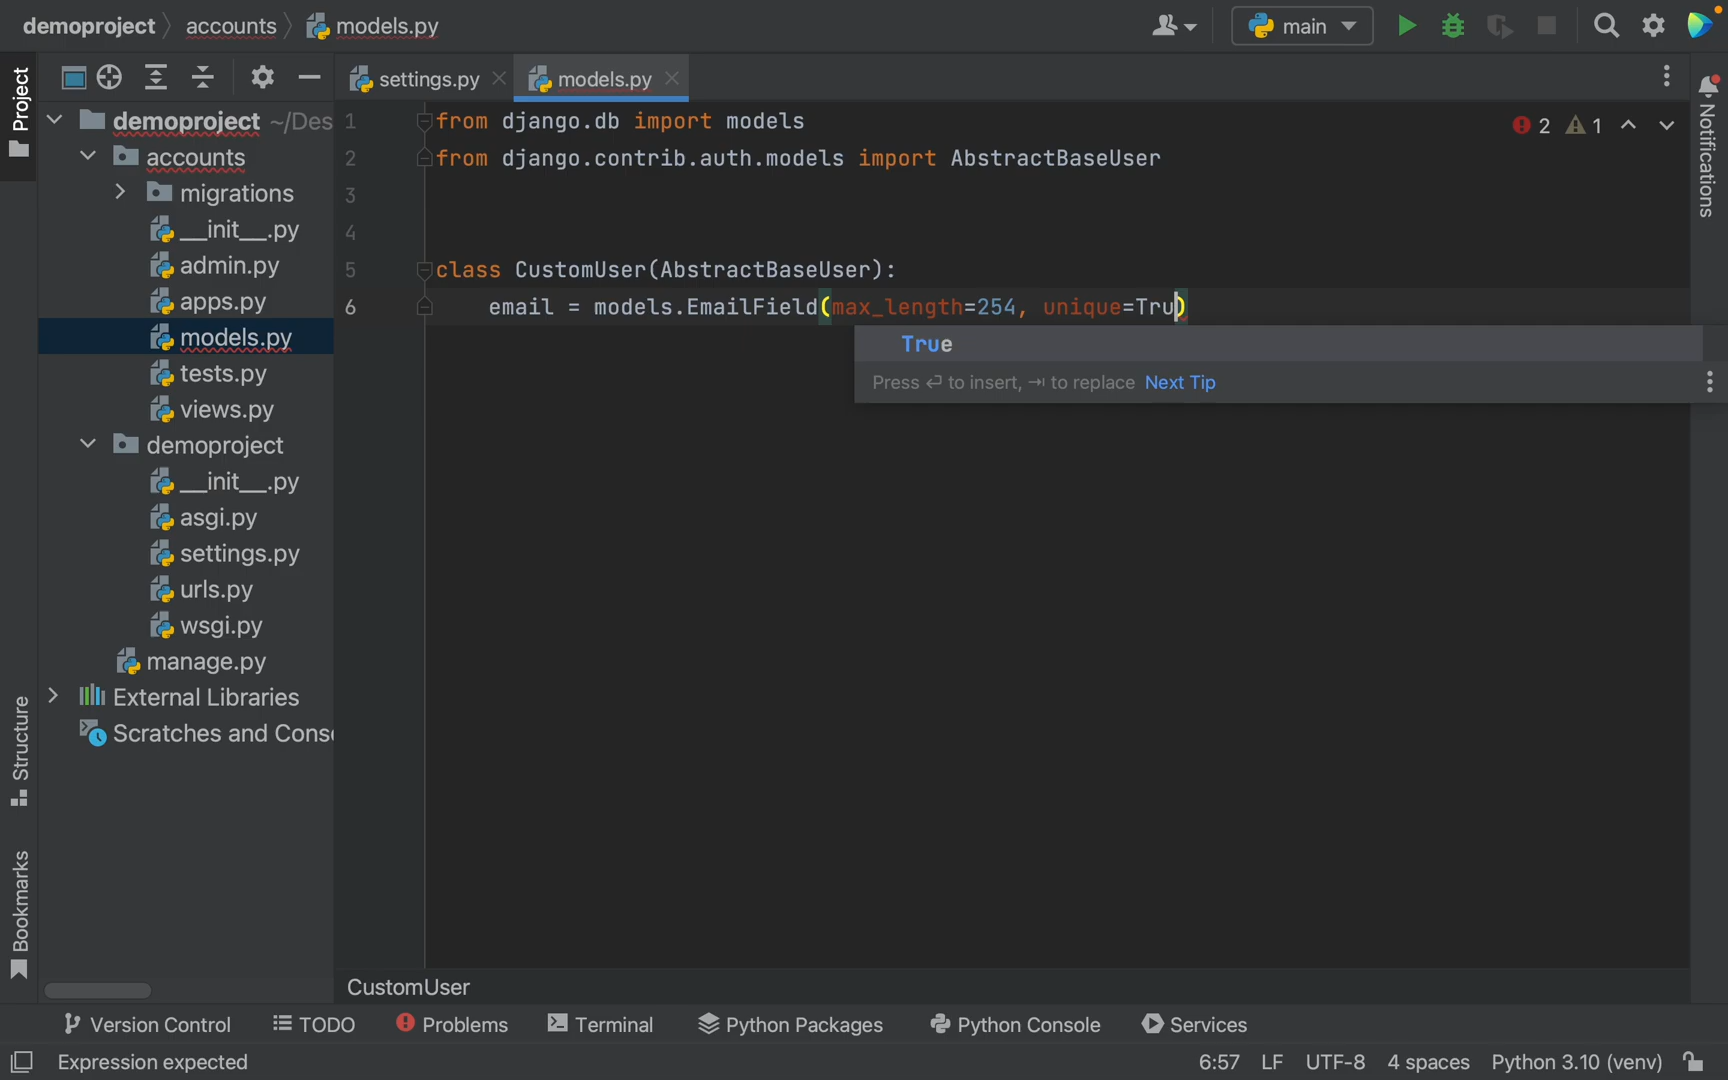 demoproject accounts models.py main
Project
demoproject ~/Des
accounts
migrations
__init__.py
admin.py
apps.py
models.py
tests.py
views.py
demoproject
__init__.py
asgi.py
settings.py
urls.py
wsgi.py
manage.py
External Libraries
Scratches and Conso
Structure
Bookmarks
settings.py models.py
1 from django.db import models
2 from django.contrib.auth.models import AbstractBaseUser
3
4
5 class CustomUser(AbstractBaseUser):
6 email = models.EmailField(max_length=254, unique=Tru)
True
Press ↵ to insert, ⇥ to replace Next Tip
2 1
Notifications
CustomUser
Version Control TODO Problems Terminal Python Packages Python Console Services
Expression expected 6:57 LF UTF-8 4 spaces Python 3.10 (venv)